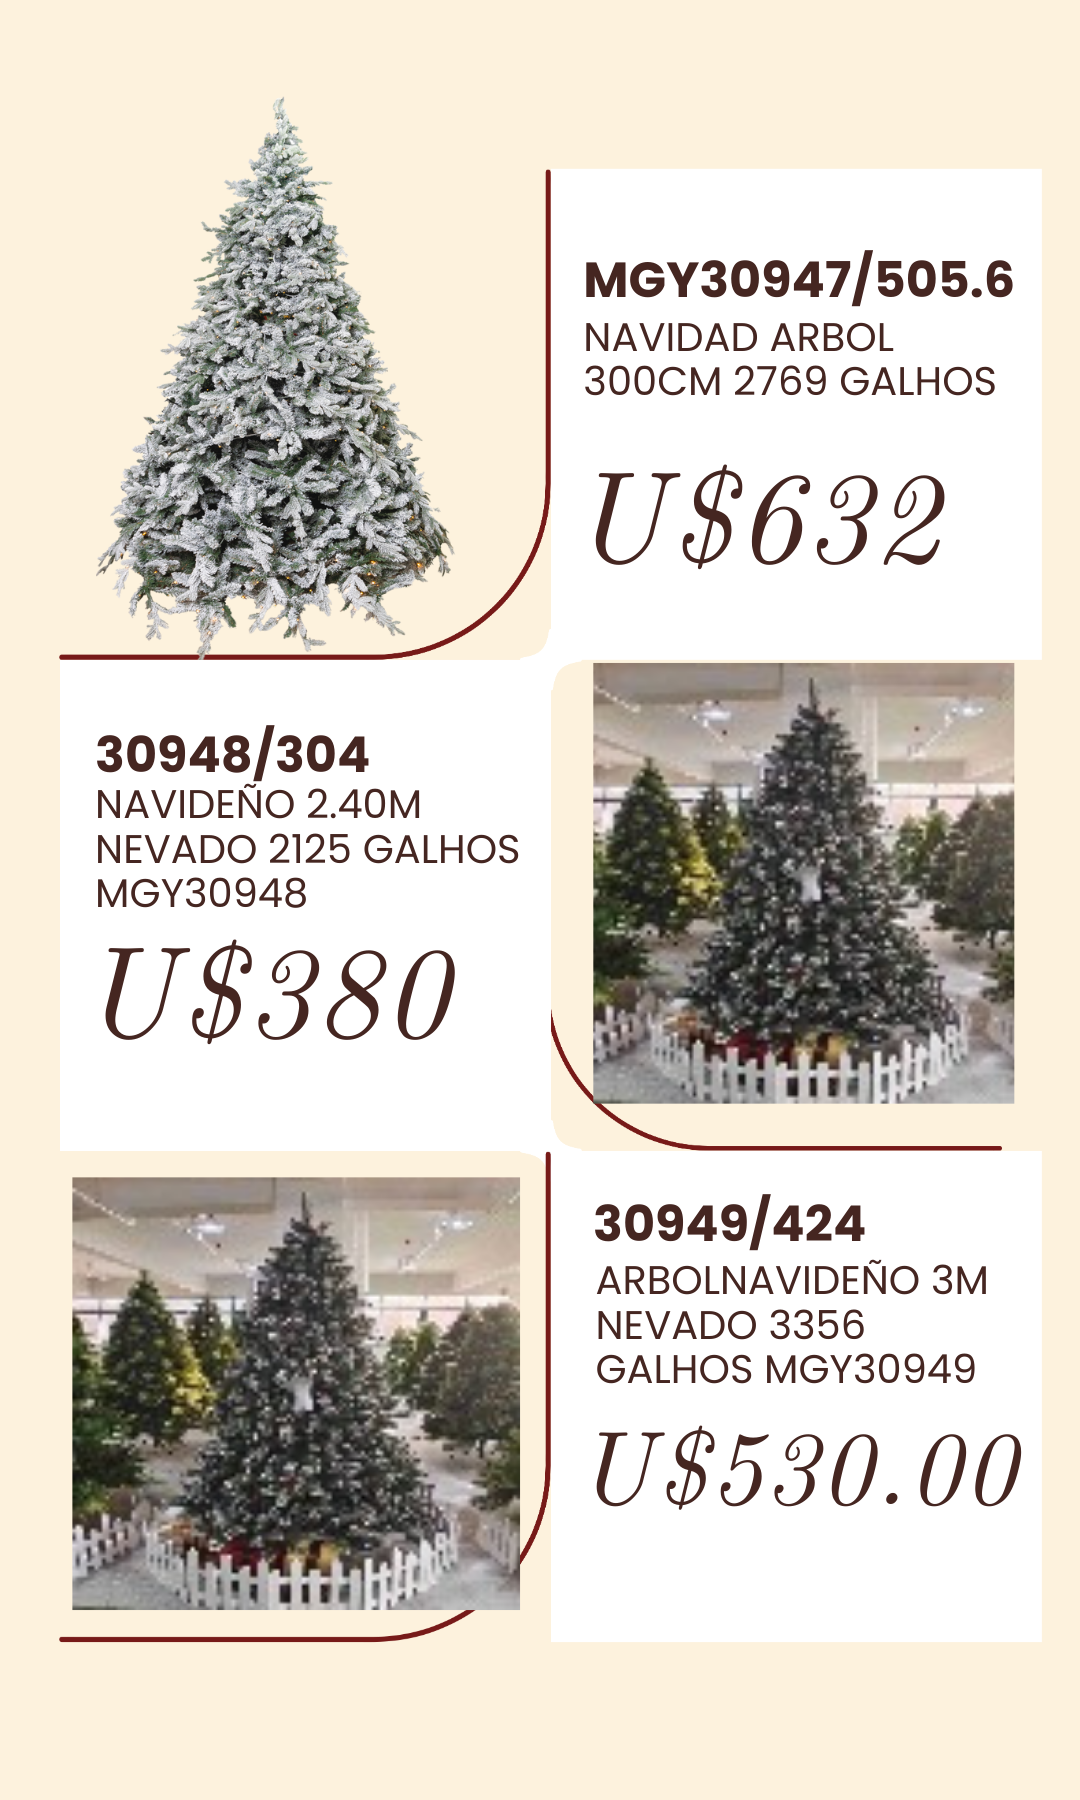 MGY30947/505.6
NAVIDAD ARBOL
300CM 2769 GALHOS
U$632
30948/304
NAVIDEÑO 2.40M
NEVADO 2125 GALHOS
MGY30948
U$380
30949/424
ARBOLNAVIDEÑO 3M
NEVADO 3356
GALHOS MGY30949
U$530.00